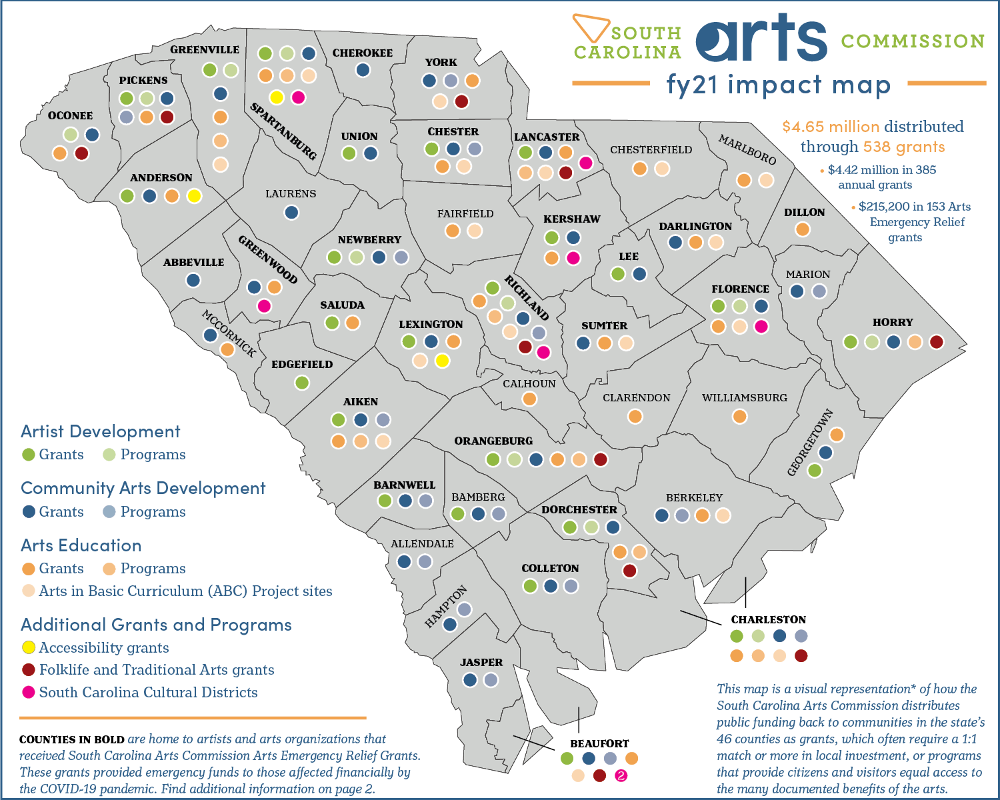 SOUTH
CAROLINA
arts
COMMISSION
fy21 impact map
$4.65 million distributed
through 538 grants
• $4.42 million in 385
annual grants
• $215,200 in 153 Arts
Emergency Relief
grants
GREENVILLE
CHEROKEE
YORK
PICKENS
OCONEE
SPARTANBURG
UNION
CHESTER
LANCASTER
CHESTERFIELD
MARLBORO
ANDERSON
LAURENS
FAIRFIELD
KERSHAW
DARLINGTON
DILLON
NEWBERRY
GREENWOOD
ABBEVILLE
LEE
MARION
RICHLAND
FLORENCE
SALUDA
MCCORMICK
LEXINGTON
SUMTER
HORRY
EDGEFIELD
CALHOUN
CLARENDON
WILLIAMSBURG
AIKEN
GEORGETOWN
ORANGEBURG
BARNWELL
BAMBERG
BERKELEY
DORCHESTER
ALLENDALE
COLLETON
HAMPTON
CHARLESTON
JASPER
BEAUFORT
2
Artist Development
Grants
Programs
Community Arts Development
Grants
Programs
Arts Education
Grants
Programs
Arts in Basic Curriculum (ABC) Project sites
Additional Grants and Programs
Accessibility grants
Folklife and Traditional Arts grants
South Carolina Cultural Districts
COUNTIES IN BOLD are home to artists and arts organizations that
received South Carolina Arts Commission Arts Emergency Relief Grants.
These grants provided emergency funds to those affected financially by
the COVID-19 pandemic. Find additional information on page 2.
This map is a visual representation* of how the
South Carolina Arts Commission distributes
public funding back to communities in the state's
46 counties as grants, which often require a 1:1
match or more in local investment, or programs
that provide citizens and visitors equal access to
the many documented benefits of the arts.